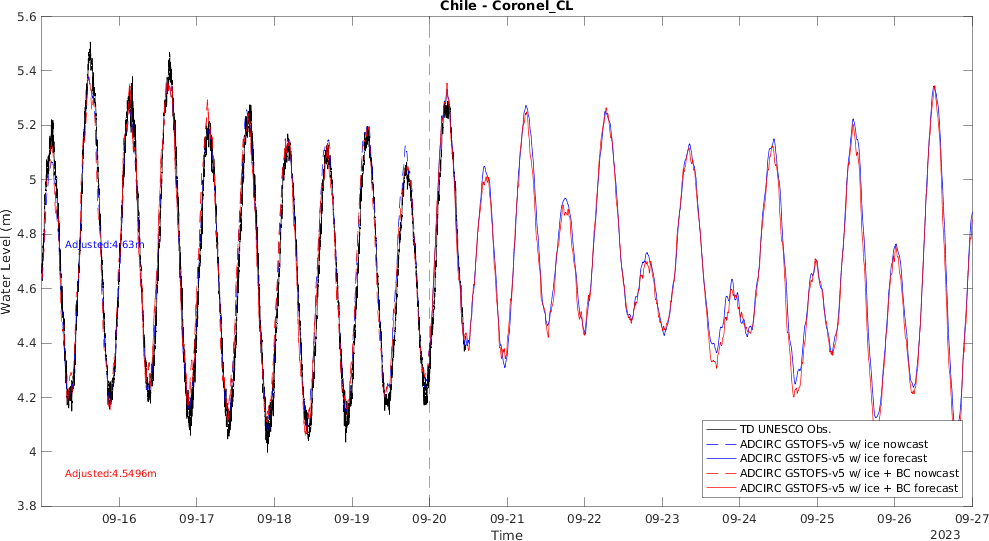 Chile - Coronel_CL
5.6
5.4
5.2
5
4.8
4.6
4.4
4.2
4
3.8
Water Level (m)
Adjusted:4.63m
Adjusted:4.5496m
TD UNESCO Obs.
ADCIRC GSTOFS-v5 w/ ice nowcast
ADCIRC GSTOFS-v5 w/ ice forecast
ADCIRC GSTOFS-v5 w/ ice + BC nowcast
ADCIRC GSTOFS-v5 w/ ice + BC forecast
09-16 09-17 09-18 09-19 09-20 09-21 09-22 09-23 09-24 09-25 09-26 09-27
Time
2023